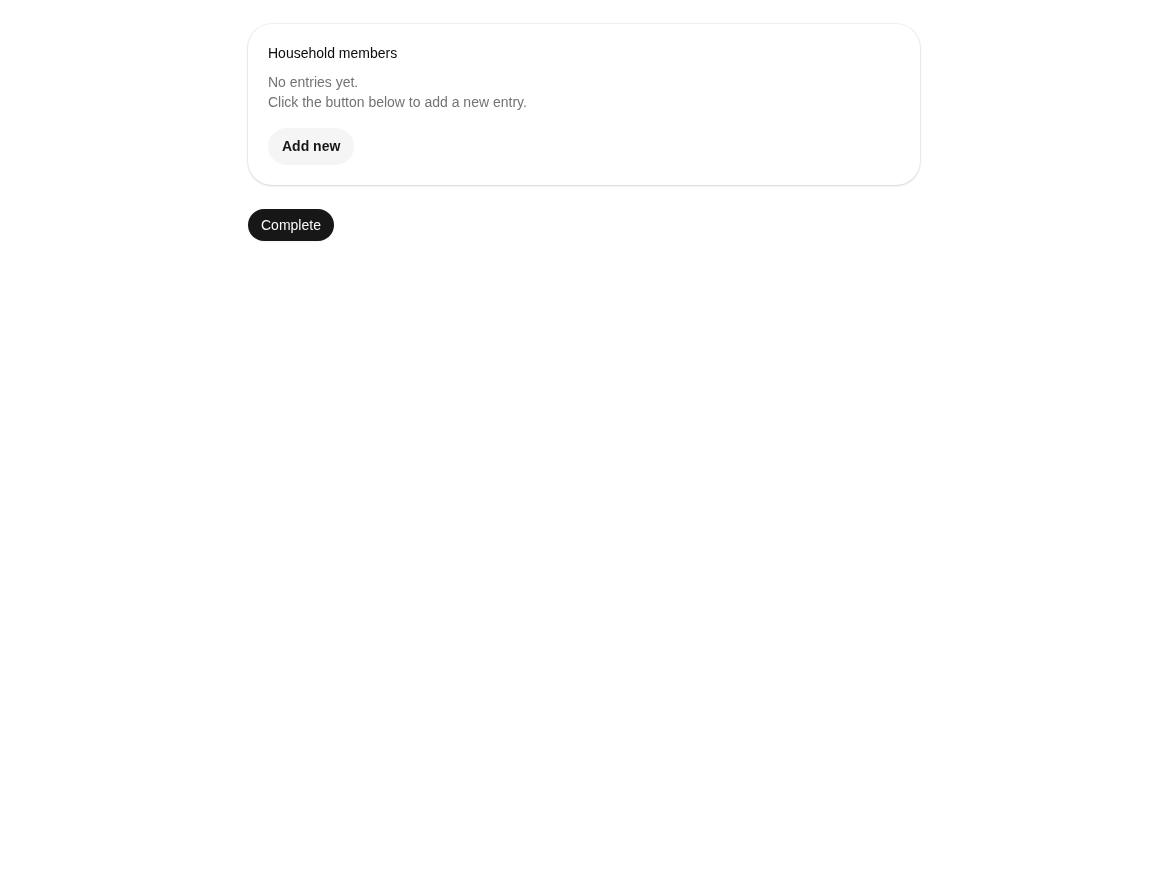 Household members
No entries yet.
Click the button below to add a new entry.
Add new
Complete